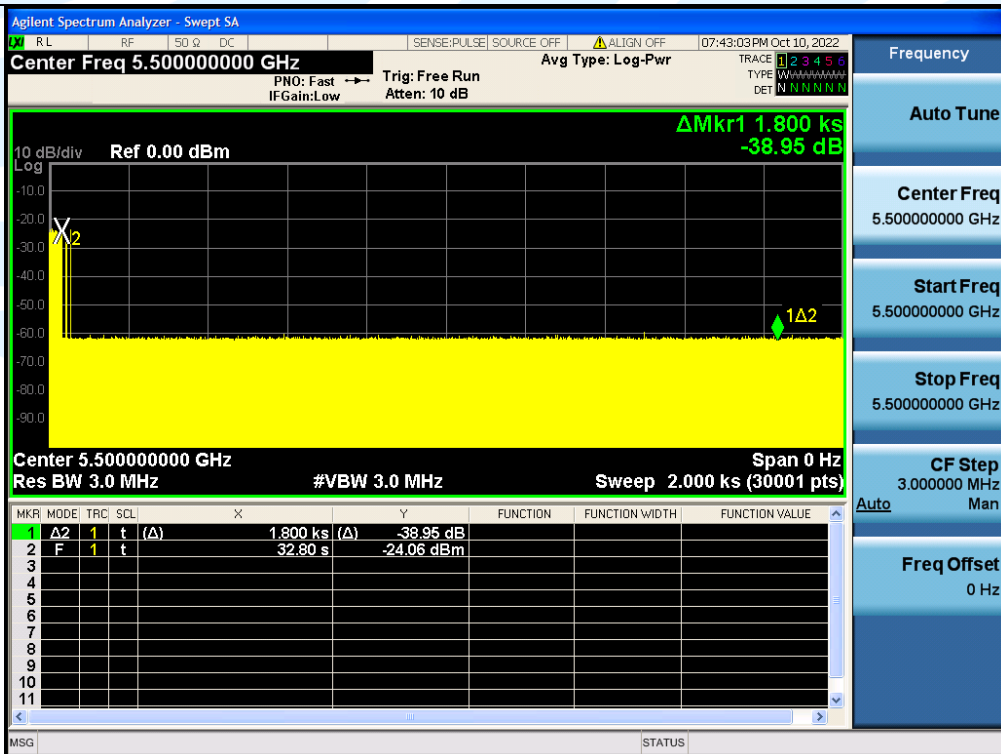 Agilent Spectrum Analyzer - Swept SA
LXI RL RF 50 Ω DC SENSE:PULSE SOURCE OFF ALIGN OFF 07:43:03 PM Oct 10, 2022
Center Freq 5.500000000 GHz
PNO: Fast
IFGain:Low
Trig: Free Run
Atten: 10 dB
Avg Type: Log-Pwr
TRACE 1 2 3 4 5 6
TYPE WWWWWW
DET N N N N N N
ΔMkr1 1.800 ks
-38.95 dB
10 dB/div Ref 0.00 dBm
Log
-10.0
-20.0
-30.0
-40.0
-50.0
-60.0
-70.0
-80.0
-90.0
2
1Δ2
Center 5.500000000 GHz Span 0 Hz
Res BW 3.0 MHz #VBW 3.0 MHz Sweep 2.000 ks (30001 pts)
MKR MODE TRC SCL X Y FUNCTION FUNCTION WIDTH FUNCTION VALUE
1 Δ2 1 t (Δ) 1.800 ks (Δ) -38.95 dB
2 F 1 t 32.80 s -24.06 dBm
3
4
5
6
7
8
9
10
11
MSG STATUS
Frequency
Auto Tune
Center Freq
5.500000000 GHz
Start Freq
5.500000000 GHz
Stop Freq
5.500000000 GHz
CF Step
3.000000 MHz
Auto Man
Freq Offset
0 Hz